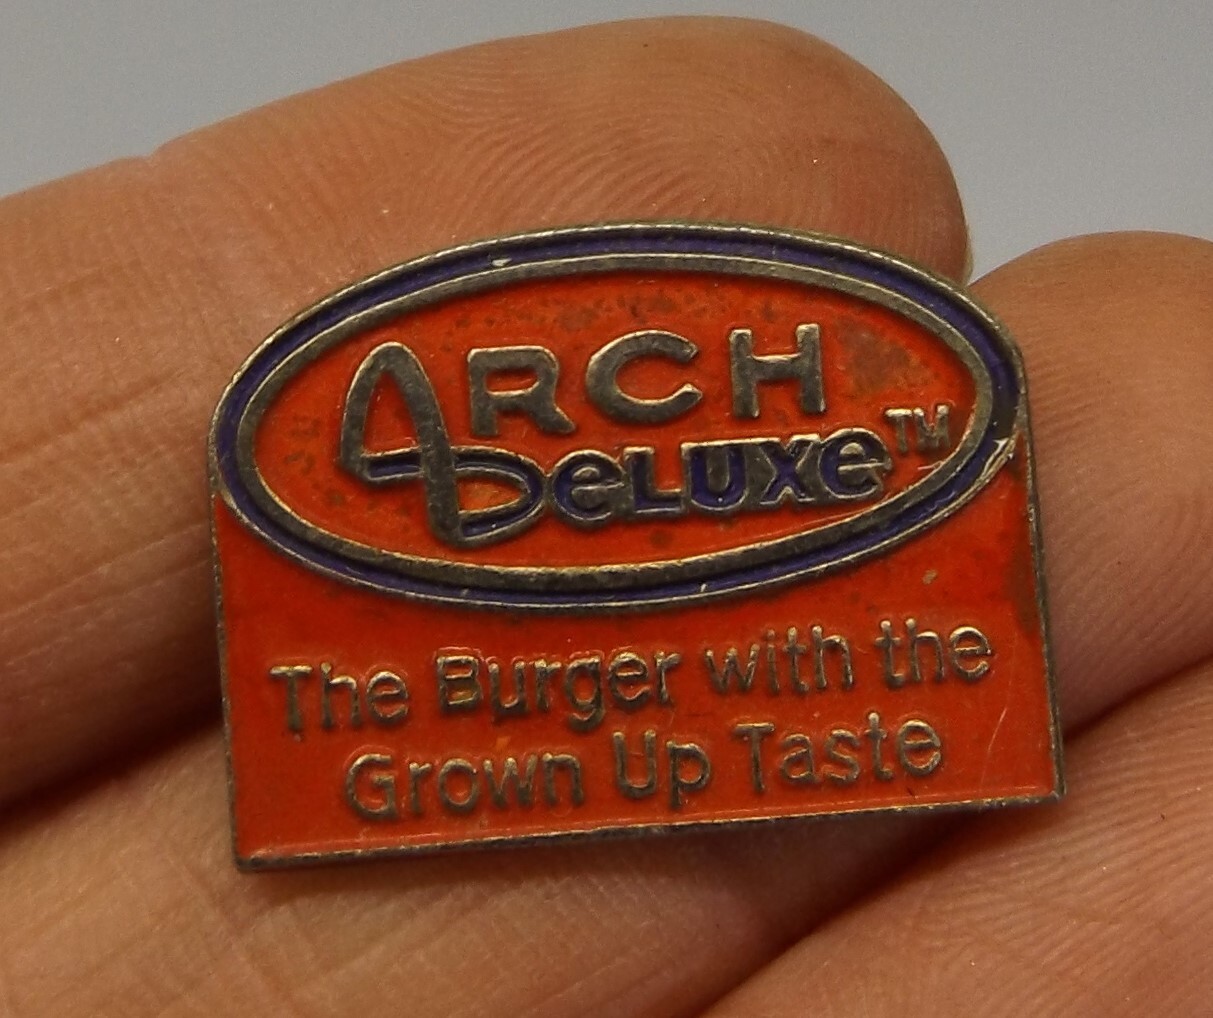 ARCH
DeLUXe™
The Burger with the
Grown Up Taste